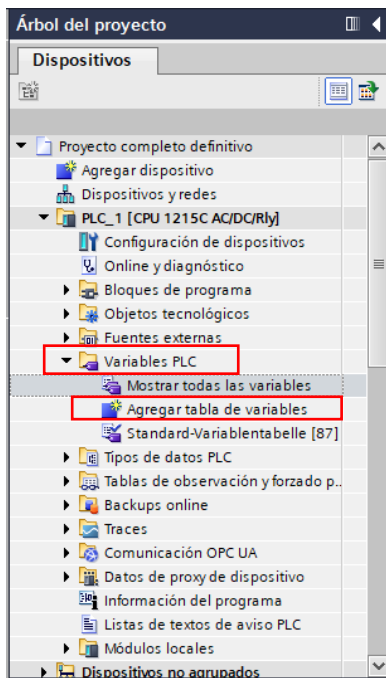 Árbol del proyecto
Dispositivos
Proyecto completo definitivo
Agregar dispositivo
Dispositivos y redes
PLC_1 [CPU 1215C AC/DC/Rly]
Configuración de dispositivos
Online y diagnóstico
Bloques de programa
Objetos tecnológicos
Fuentes externas
Variables PLC
Mostrar todas las variables
Agregar tabla de variables
Standard-Variablentabelle [87]
Tipos de datos PLC
Tablas de observación y forzado p..
Backups online
Traces
Comunicación OPC UA
Datos de proxy de dispositivo
Información del programa
Listas de textos de aviso PLC
Módulos locales
Dispositivos no agrupados